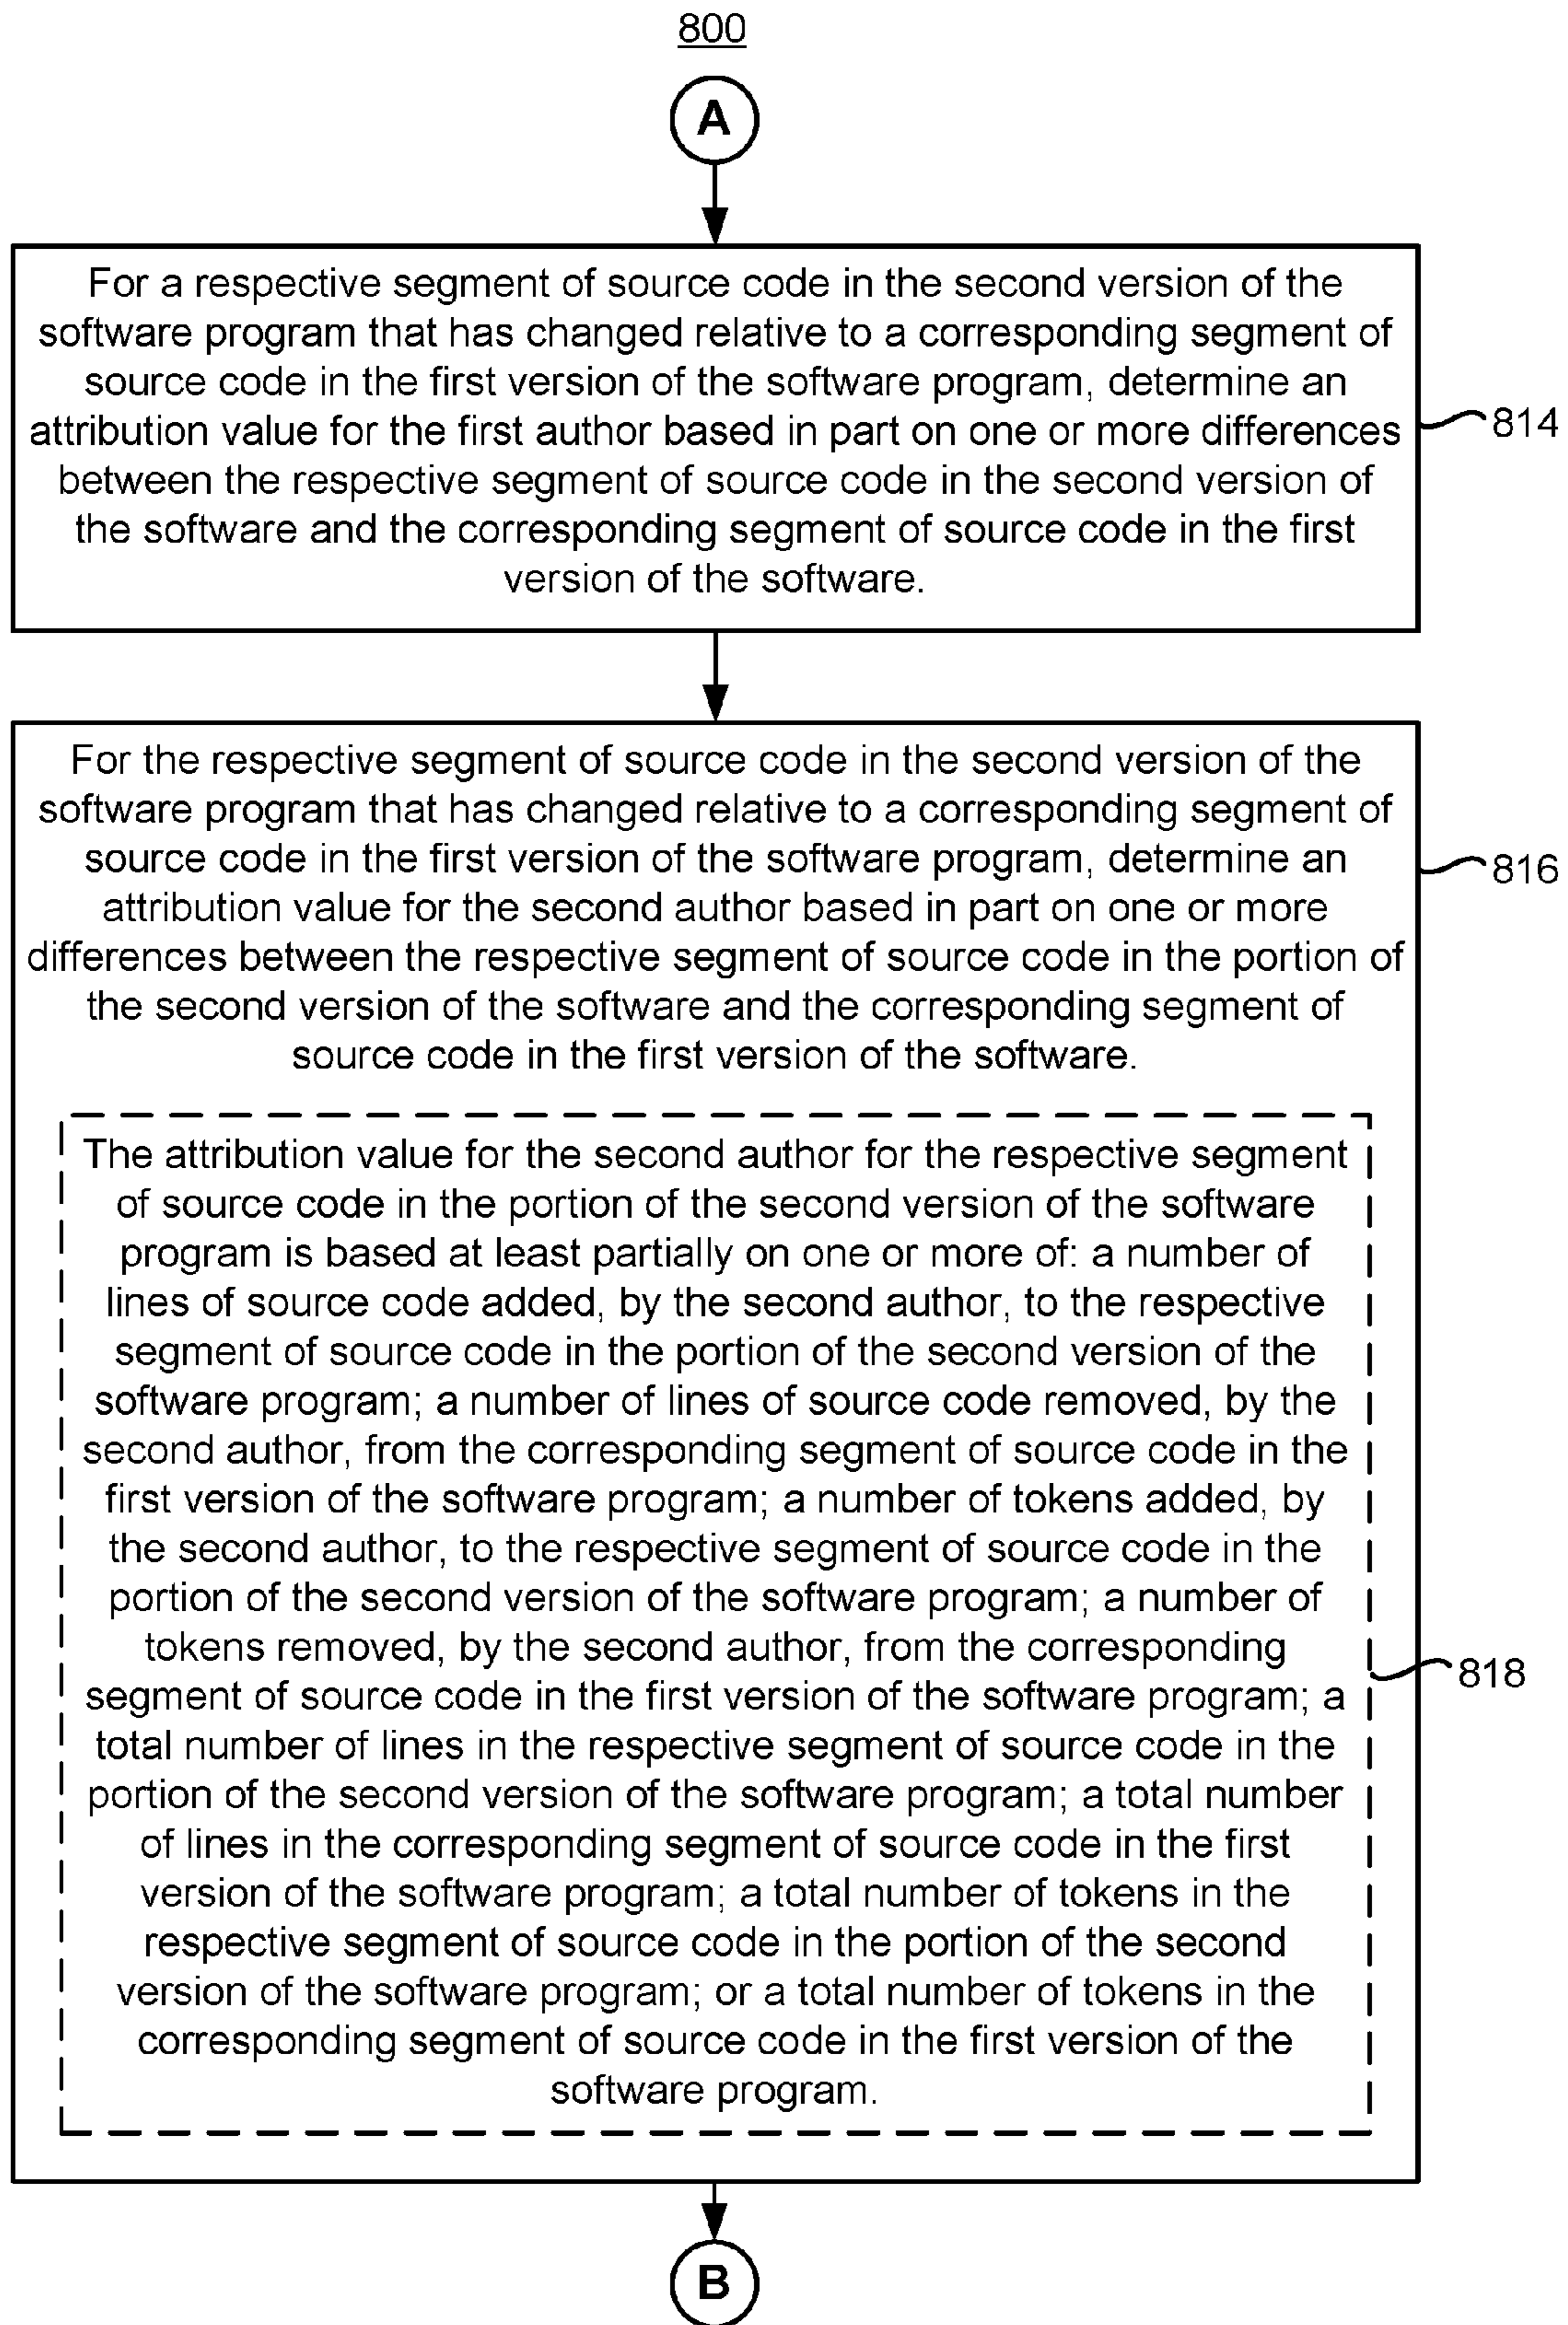 800
A
For a respective segment of source code in the second version of the
software program that has changed relative to a corresponding segment of
source code in the first version of the software program, determine an
attribution value for the first author based in part on one or more differences
between the respective segment of source code in the second version of
the software and the corresponding segment of source code in the first
version of the software.
814
For the respective segment of source code in the second version of the
software program that has changed relative to a corresponding segment of
source code in the first version of the software program, determine an
attribution value for the second author based in part on one or more
differences between the respective segment of source code in the portion of
the second version of the software and the corresponding segment of
source code in the first version of the software.
816
The attribution value for the second author for the respective segment
of source code in the portion of the second version of the software
program is based at least partially on one or more of: a number of
lines of source code added, by the second author, to the respective
segment of source code in the portion of the second version of the
software program; a number of lines of source code removed, by the
second author, from the corresponding segment of source code in the
first version of the software program; a number of tokens added, by
the second author, to the respective segment of source code in the
portion of the second version of the software program; a number of
tokens removed, by the second author, from the corresponding
segment of source code in the first version of the software program; a
total number of lines in the respective segment of source code in the
portion of the second version of the software program; a total number
of lines in the corresponding segment of source code in the first
version of the software program; a total number of tokens in the
respective segment of source code in the portion of the second
version of the software program; or a total number of tokens in the
corresponding segment of source code in the first version of the
software program.
818
B